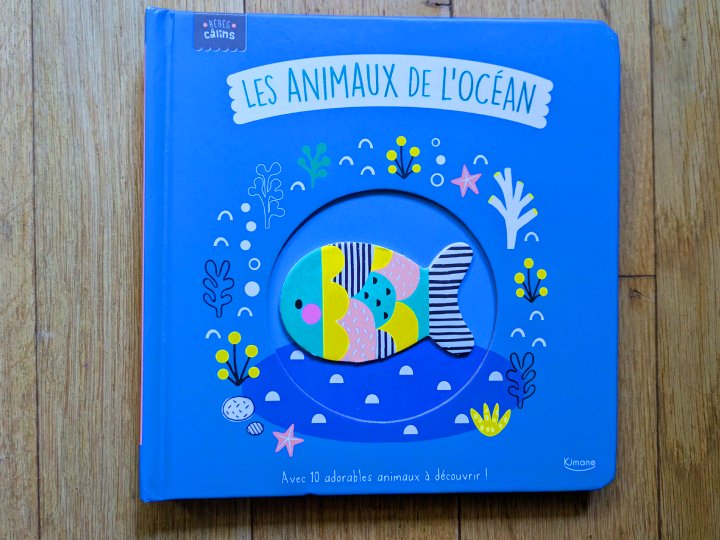 BÉBÉS
câlins
LES ANIMAUX DE L'OCÉAN
Avec 10 adorables animaux à découvrir !
Kimane